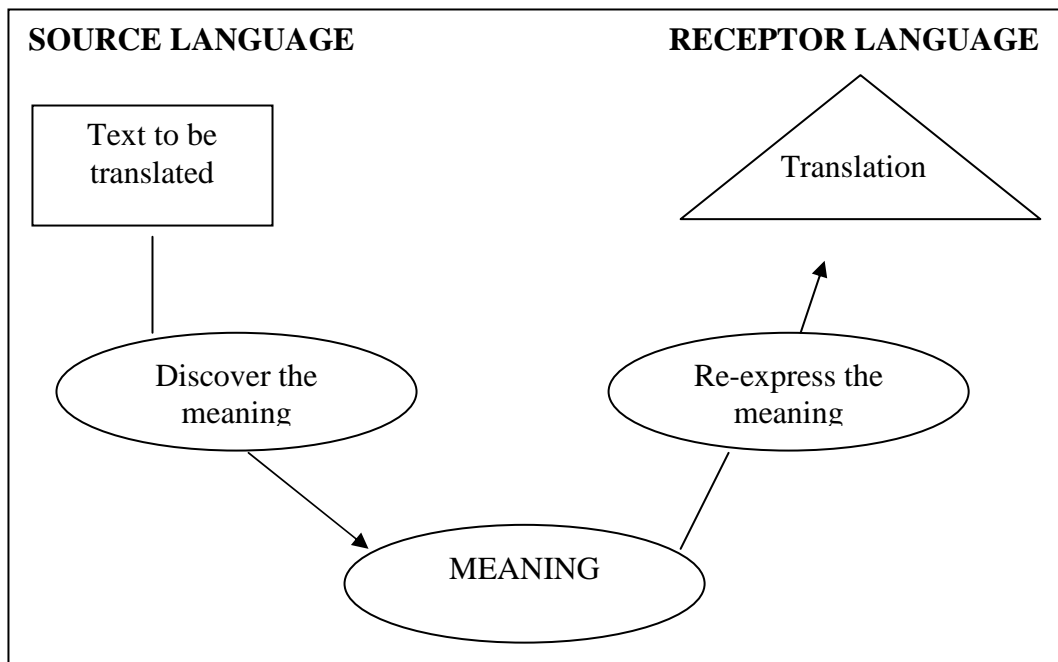 SOURCE LANGUAGE
RECEPTOR LANGUAGE
Text to be
translated
Translation
Discover the
meaning
Re-express the
meaning
MEANING